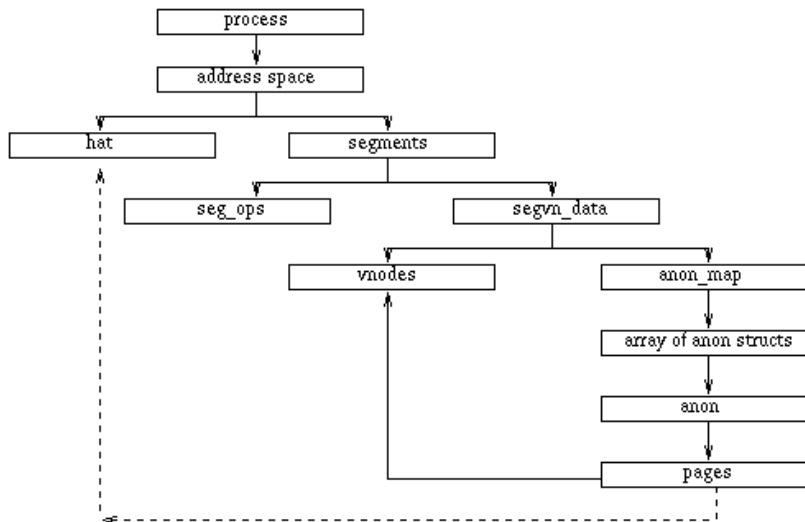 process
address space
hat
segments
seg_ops
segvn_data
vnodes
anon_map
array of anon structs
anon
pages